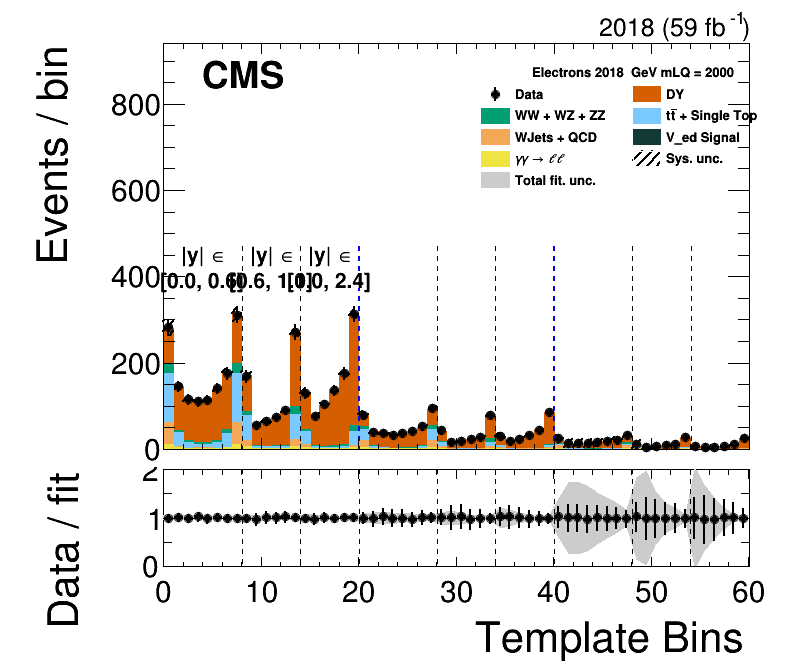 2018 (59 fb⁻¹)
CMS
Electrons 2018 GeV mLQ = 2000
Data
DY
WW + WZ + ZZ
tt̄ + Single Top
WJets + QCD
V_ed Signal
γγ → ℓℓ
Sys. unc.
Total fit. unc.
Events / bin
800
600
400
200
0
|y| ∈ |y| ∈ |y| ∈
[0.0, 0.6]
[0.6, 1.0]
[1.0, 2.4]
Data / fit
2
1
0
0 10 20 30 40 50 60
Template Bins